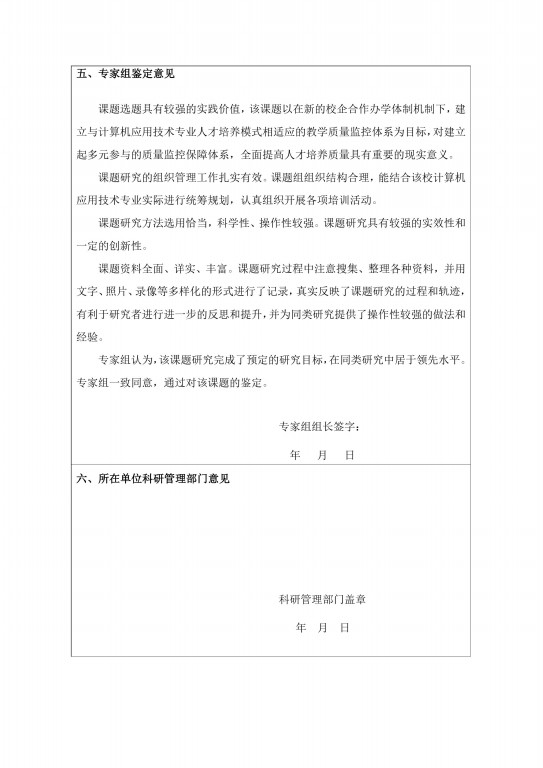 五、专家组鉴定意见
课题选题具有较强的实践价值，该课题以在新的校企合作办学体制机制下，建
立与计算机应用技术专业人才培养模式相适应的教学质量监控体系为目标，对建立
起多元参与的质量监控保障体系，全面提高人才培养质量具有重要的现实意义。
课题研究的组织管理工作扎实有效。课题组组织结构合理，能结合该校计算机
应用技术专业实际进行统筹规划，认真组织开展各项培训活动。
课题研究方法选用恰当，科学性、操作性较强。课题研究具有较强的实效性和
一定的创新性。
课题资料全面、详实、丰富。课题研究过程中注意搜集、整理各种资料，并用
文字、照片、录像等多样化的形式进行了记录，真实反映了课题研究的过程和轨迹，
有利于研究者进行进一步的反思和提升，并为同类研究提供了操作性较强的做法和
经验。
专家组认为，该课题研究完成了预定的研究目标，在同类研究中居于领先水平。
专家组一致同意，通过对该课题的鉴定。
专家组组长签字：
年 月 日
六、所在单位科研管理部门意见
科研管理部门盖章
年 月 日